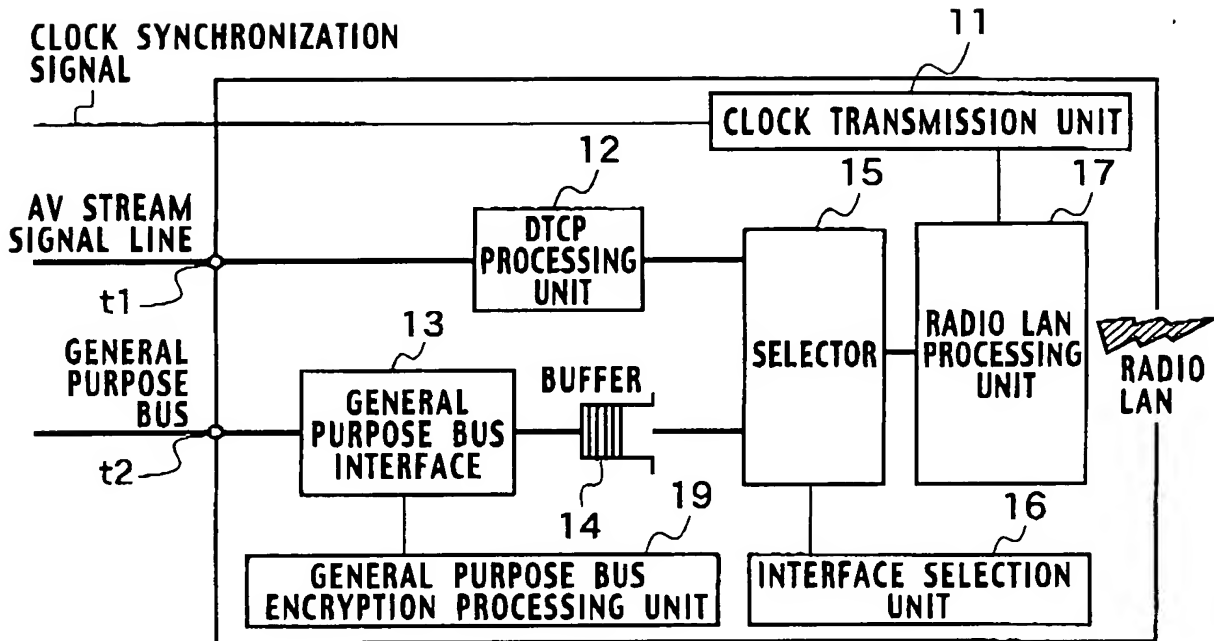 CLOCK SYNCHRONIZATION
SIGNAL
11
CLOCK TRANSMISSION UNIT
12
15
17
AV STREAM
SIGNAL LINE
DTCP
PROCESSING
UNIT
t1
SELECTOR
RADIO LAN
PROCESSING
UNIT
RADIO
LAN
GENERAL
PURPOSE
BUS
13
GENERAL
PURPOSE BUS
INTERFACE
BUFFER
t2
14
19
16
GENERAL PURPOSE BUS
ENCRYPTION PROCESSING UNIT
INTERFACE SELECTION
UNIT